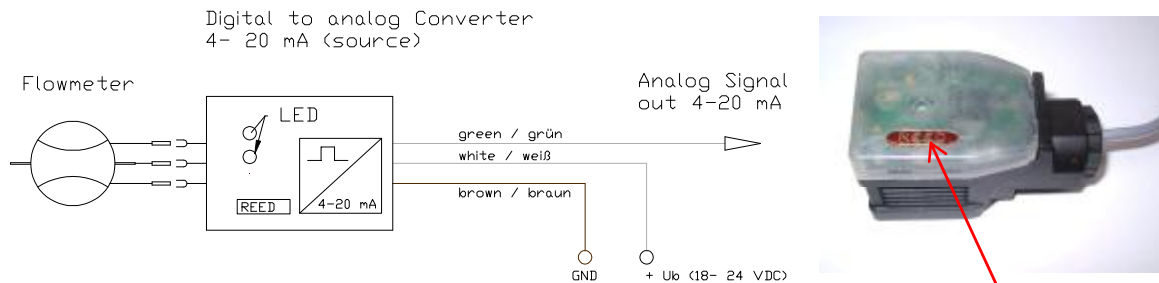 Digital to analog Converter
4- 20 mA (source)
Flowmeter
LED
REED
4-20 mA
green / grün
white / weiß
brown / braun
Analog Signal
out 4-20 mA
GND
+ Ub (18- 24 VDC)
REED